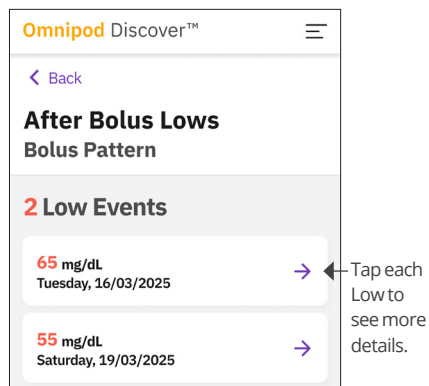 Omnipod Discover™
Back
After Bolus Lows
Bolus Pattern
2 Low Events
65 mg/dL
Tuesday, 16/03/2025
Tap each
Low to
see more
details.
55 mg/dL
Saturday, 19/03/2025